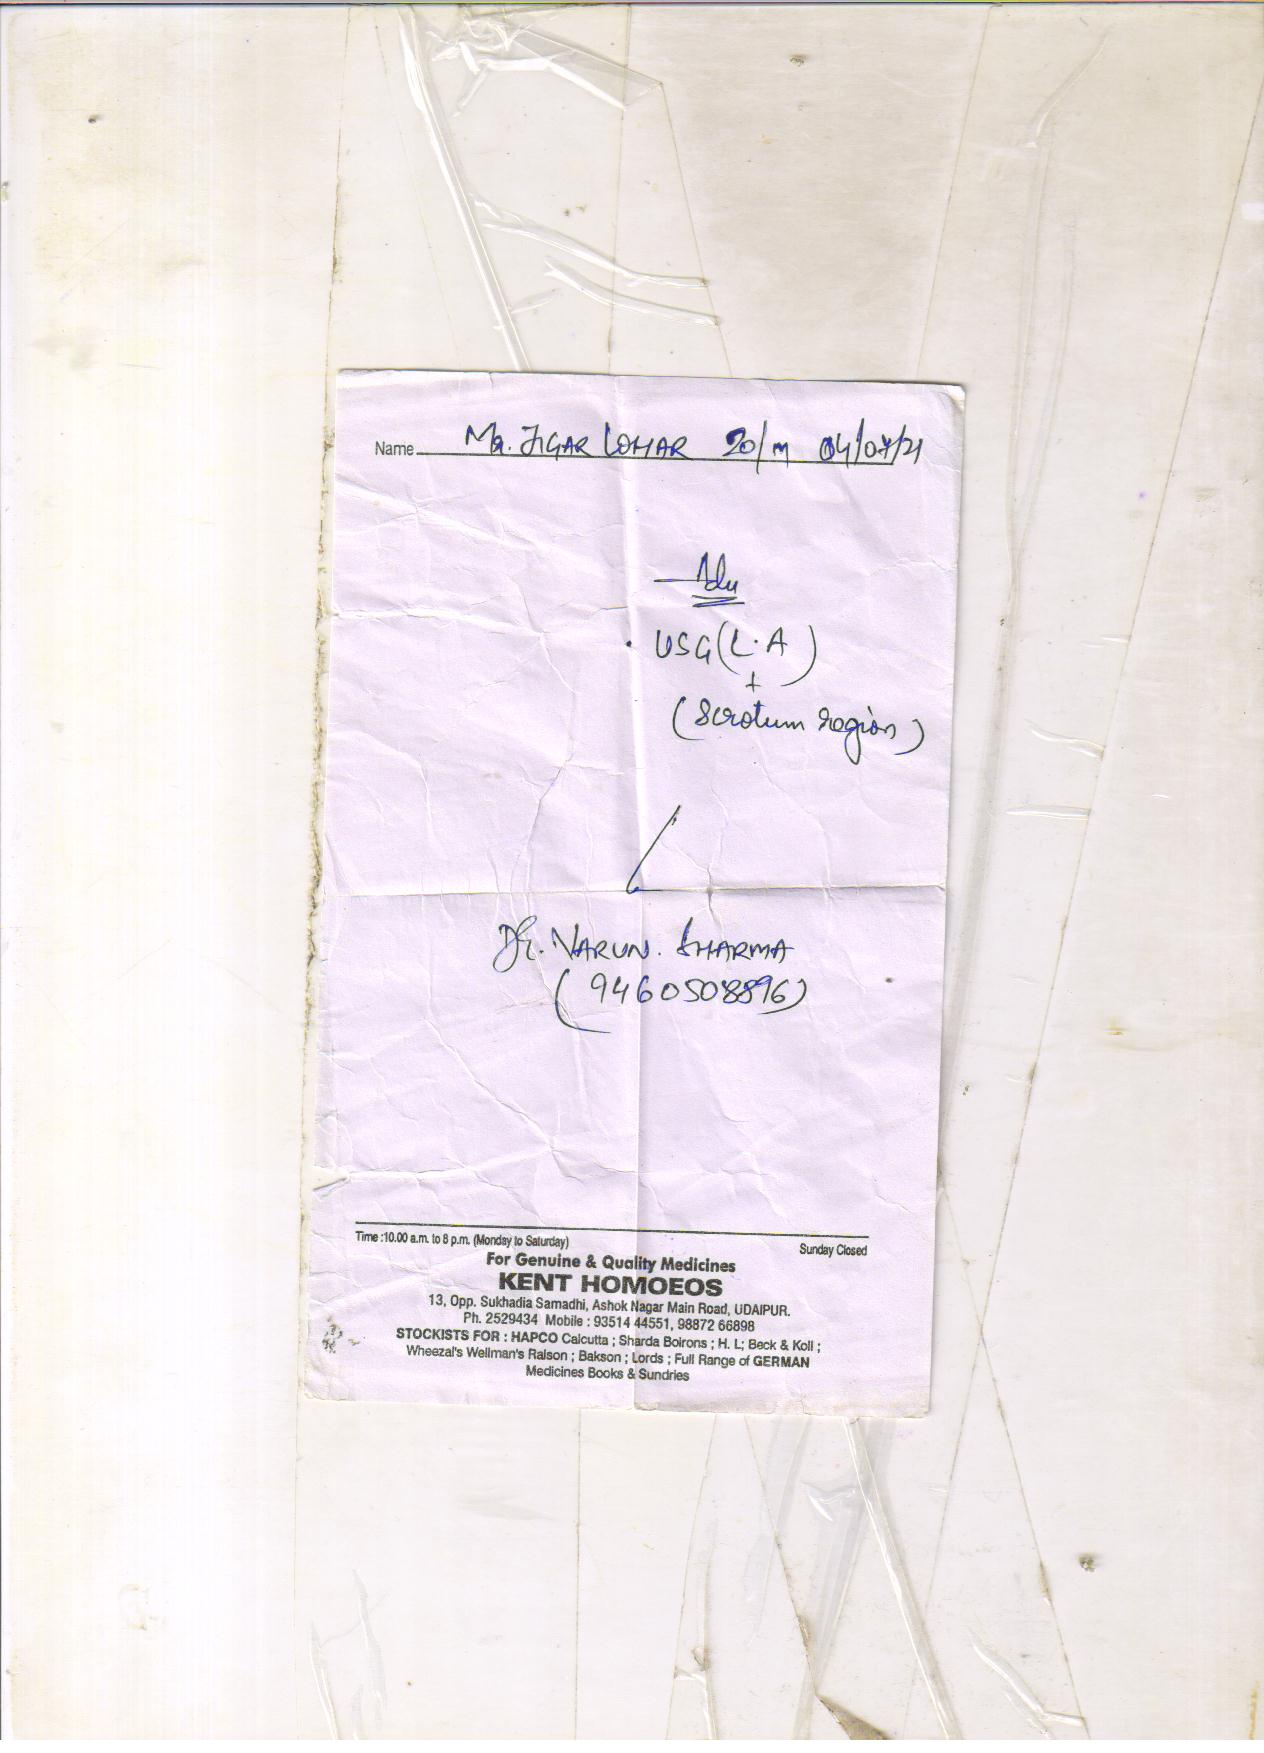 Name Mr. JIGAR LOHAR 20/M 04/07/21
Adv
• USG (L.A)
+
(Scrotum region)
Dr. VARUN. SHARMA
(9460508896)
Time :10.00 a.m. to 8 p.m. (Monday to Saturday) Sunday Closed
For Genuine & Quality Medicines
KENT HOMOEOS
13, Opp. Sukhadia Samadhi, Ashok Nagar Main Road, UDAIPUR.
Ph. 2529434 Mobile : 93514 44551, 98872 66898
STOCKISTS FOR : HAPCO Calcutta ; Sharda Boirons ; H. L; Beck & Koll ;
Wheezal's Wellman's Ralson ; Bakson ; Lords ; Full Range of GERMAN
Medicines Books & Sundries